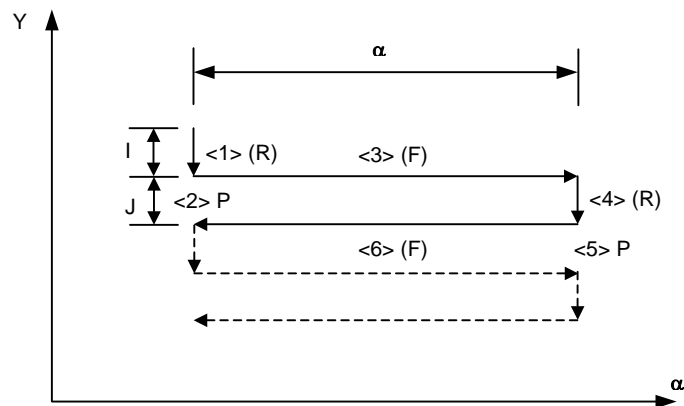 Y
α
I
<1> (R)
<3> (F)
J
<2> P
<4> (R)
<6> (F)
<5> P
α